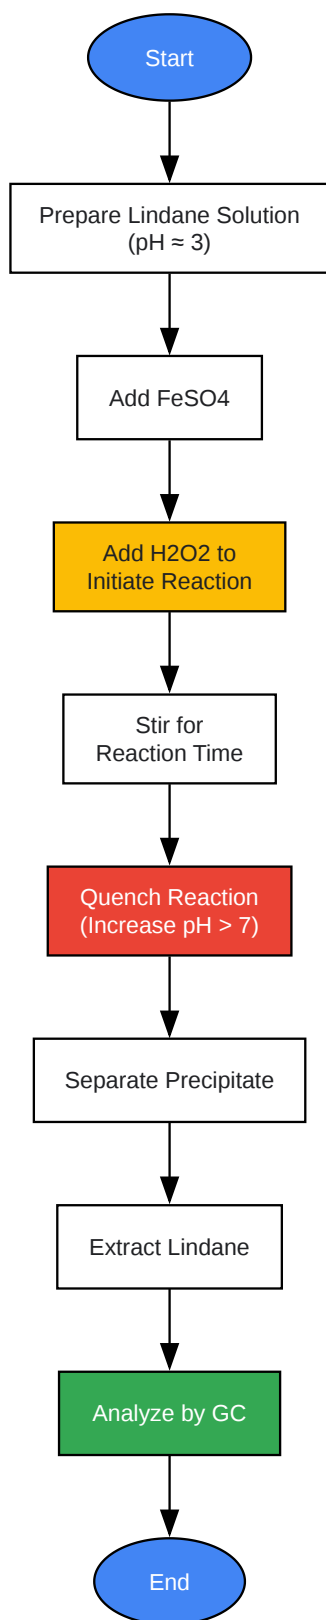 Start
Prepare Lindane Solution
(pH ≈ 3)
Add FeSO4
Add H2O2 to
Initiate Reaction
Stir for
Reaction Time
Quench Reaction
(Increase pH > 7)
Separate Precipitate
Extract Lindane
Analyze by GC
End